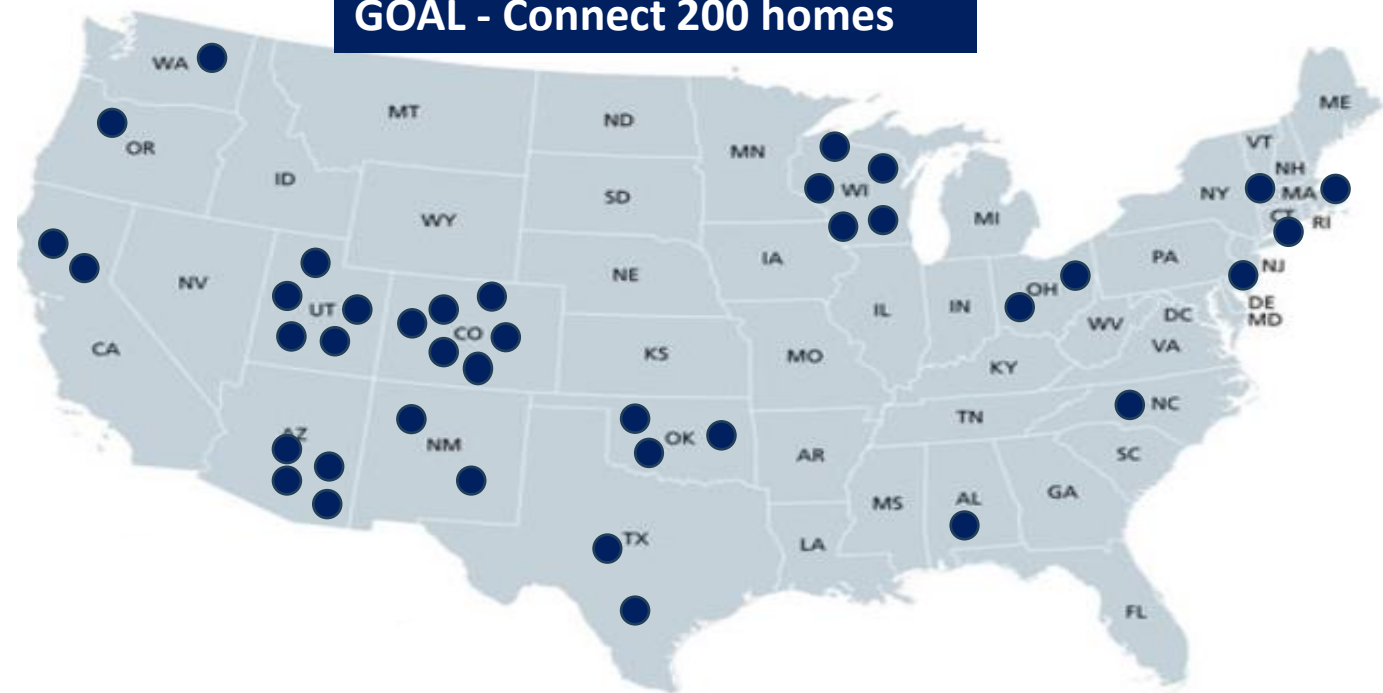 GOAL - Connect 200 homes
WA
MT
ND
MN
ME
OR
VT
ID
SD
WI
NH
NY
MA
WY
MI
CT
RI
IA
PA
NV
NE
NJ
UT
IL
IN
OH
DE
CO
WV
DC
MD
CA
KS
MO
VA
KY
AZ
NM
OK
TN
NC
AR
SC
MS
AL
GA
TX
LA
FL